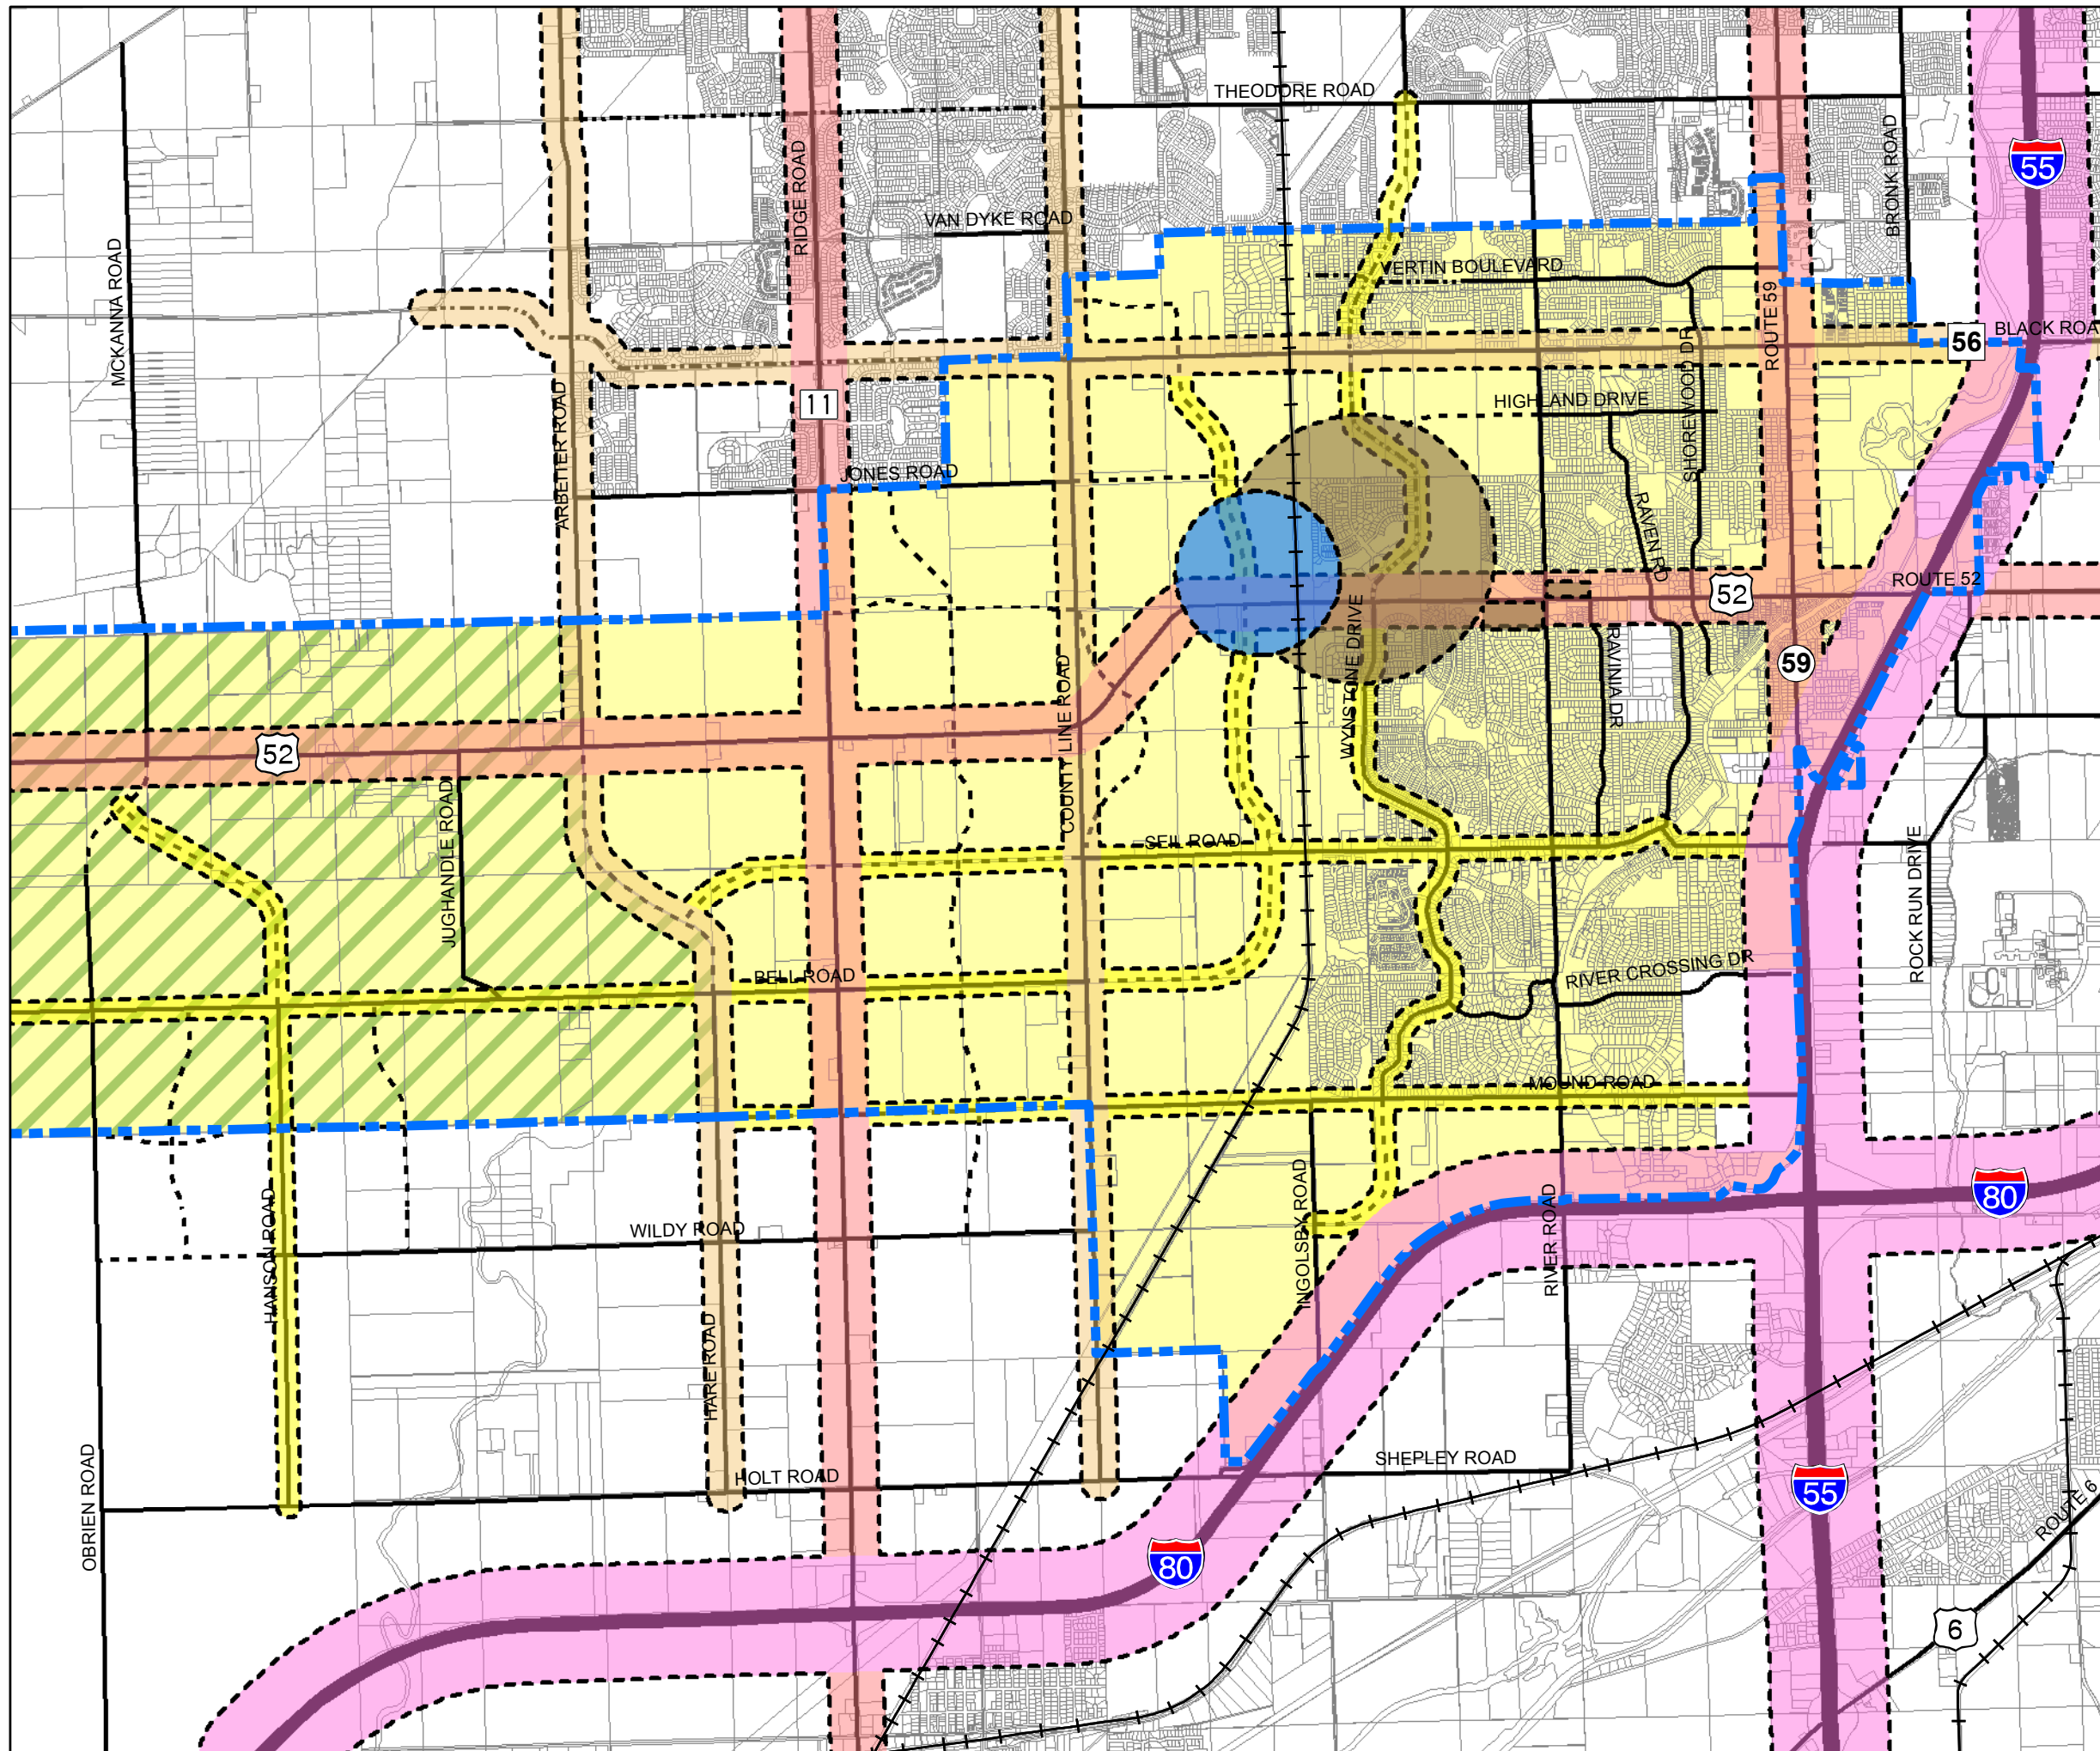 THEODORE ROAD
BRONK ROAD
55
RIDGE ROAD
VAN DYKE ROAD
MCKANNA ROAD
VERTIN BOULEVARD
ROUTE 59
56
BLACK ROA
SHOREWOOD DR
11
HIGHLAND DRIVE
ARBEITER ROAD
JONES ROAD
RAVEN RD
52
ROUTE 52
WYNSTONE DRIVE
RAVINIA DR
59
COUNTY LINE ROAD
52
JUGHANDLE ROAD
SEIL ROAD
ROCK RUN DRIVE
BELL ROAD
RIVER CROSSING DR
MOUND ROAD
80
HANSON ROAD
WILDY ROAD
INGOLSBY ROAD
RIVER ROAD
HARE ROAD
OBRIEN ROAD
HOLT ROAD
SHEPLEY ROAD
55
ROUTE 6
80
6